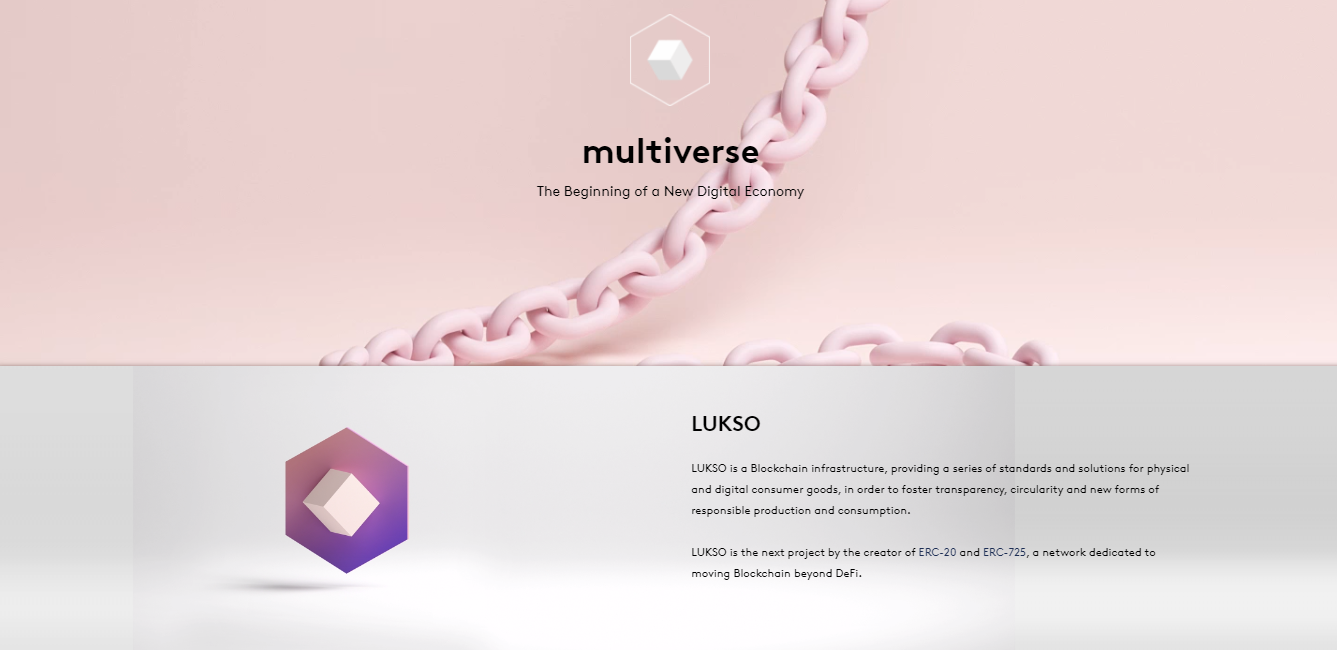 multiverse
The Beginning of a New Digital Economy
LUKSO
LUKSO is a Blockchain infrastructure, providing a series of standards and solutions for physical
and digital consumer goods, in order to foster transparency, circularity and new forms of
responsible production and consumption.
LUKSO is the next project by the creator of ERC-20 and ERC-725, a network dedicated to
moving Blockchain beyond DeFi.